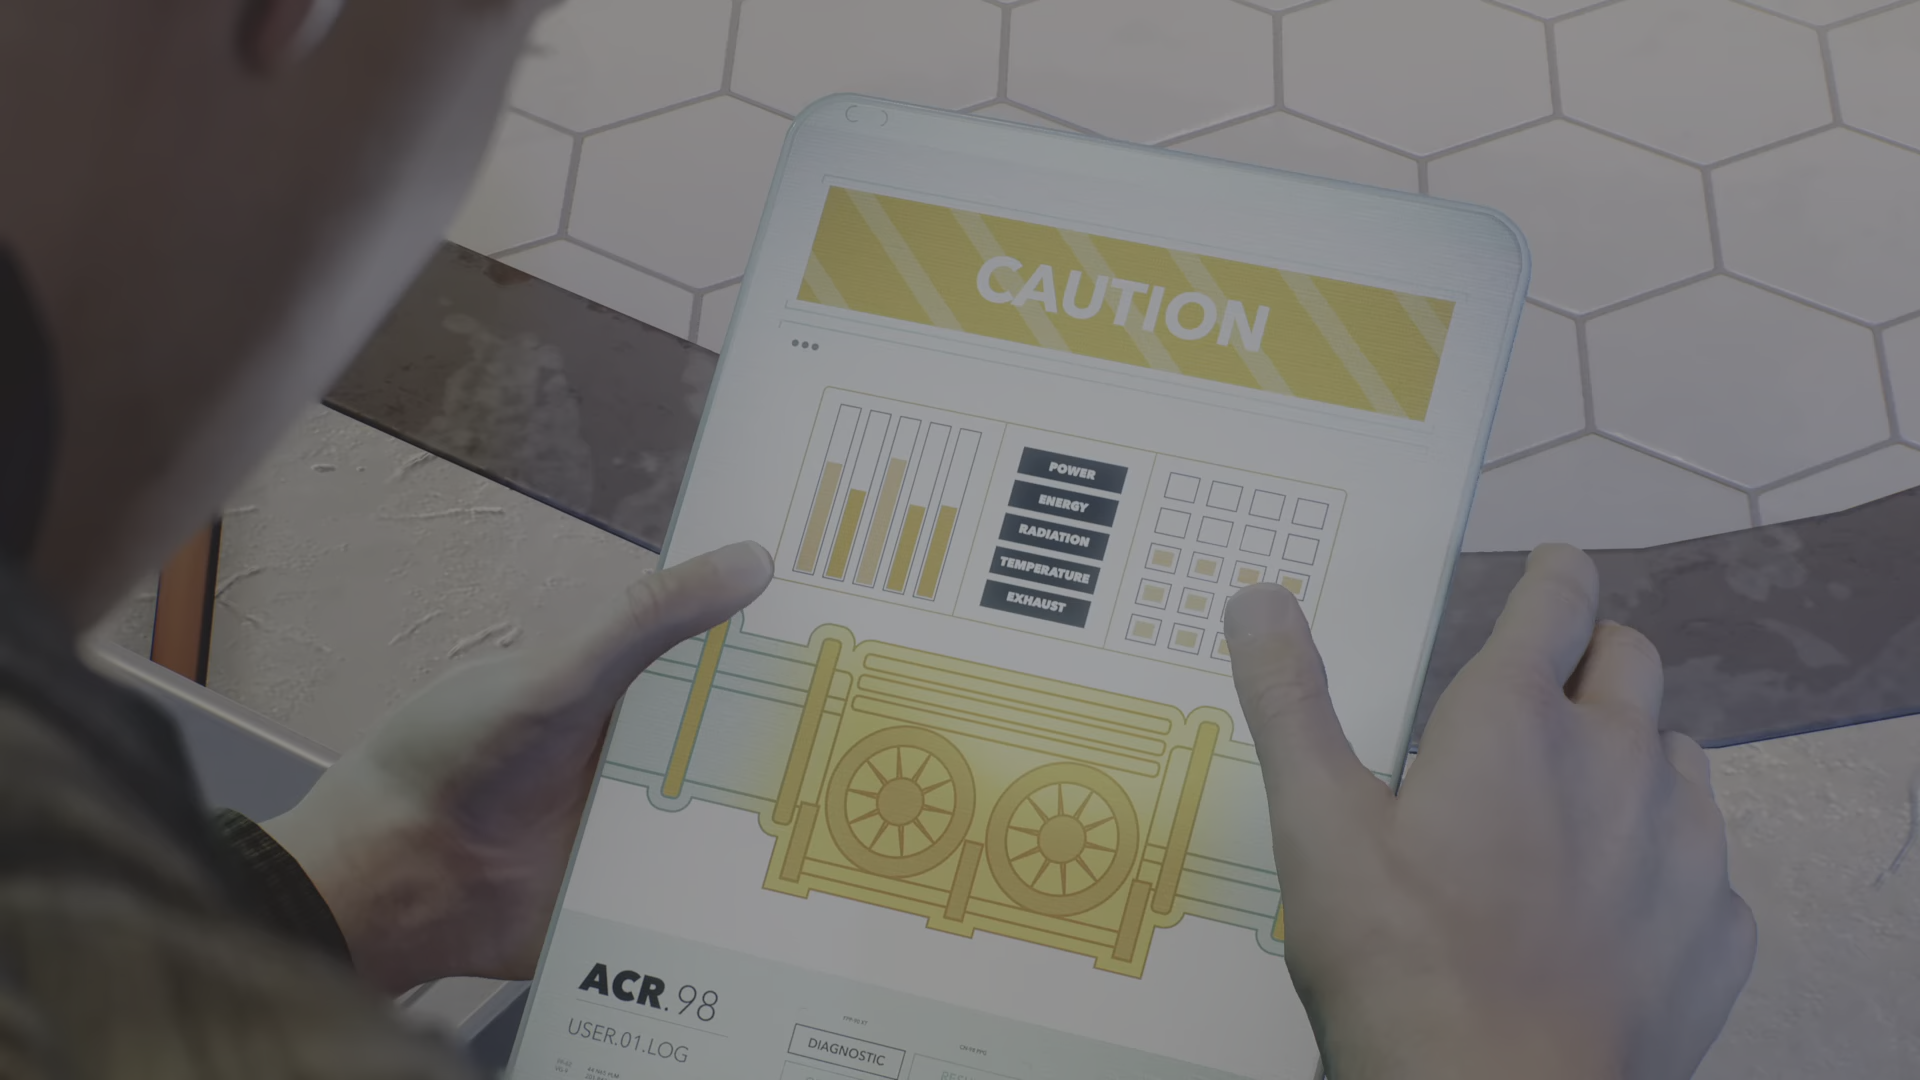 CAUTION
POWER
ENERGY
RADIATION
TEMPERATURE
EXHAUST
ACR.98
USER.01.LOG
DIAGNOSTIC